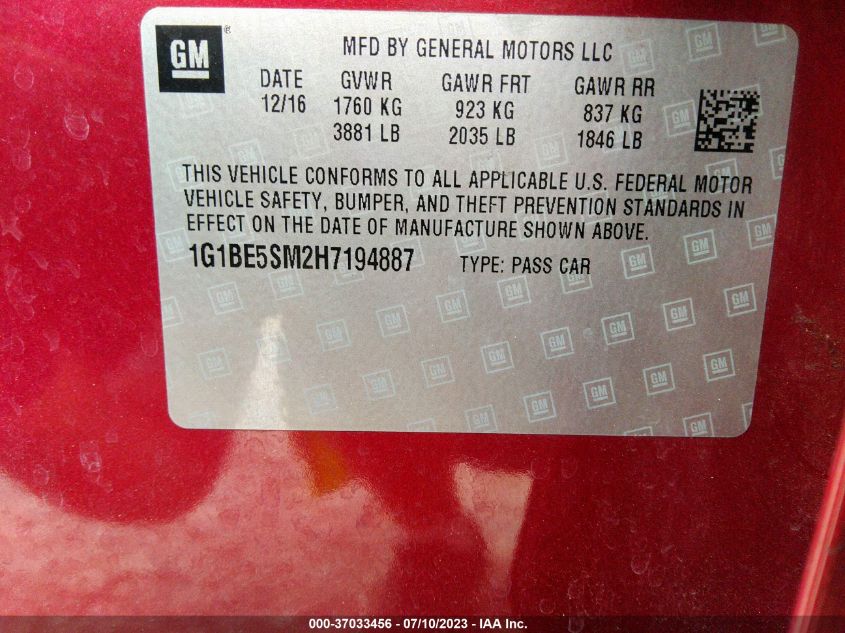 GM ®
MFD BY GENERAL MOTORS LLC
DATE GVWR GAWR FRT GAWR RR
12/16 1760 KG 923 KG 837 KG
3881 LB 2035 LB 1846 LB
THIS VEHICLE CONFORMS TO ALL APPLICABLE U.S. FEDERAL MOTOR
VEHICLE SAFETY, BUMPER, AND THEFT PREVENTION STANDARDS IN
EFFECT ON THE DATE OF MANUFACTURE SHOWN ABOVE.
1G1BE5SM2H7194887 TYPE: PASS CAR
000-37033456 - 07/10/2023 - IAA Inc.